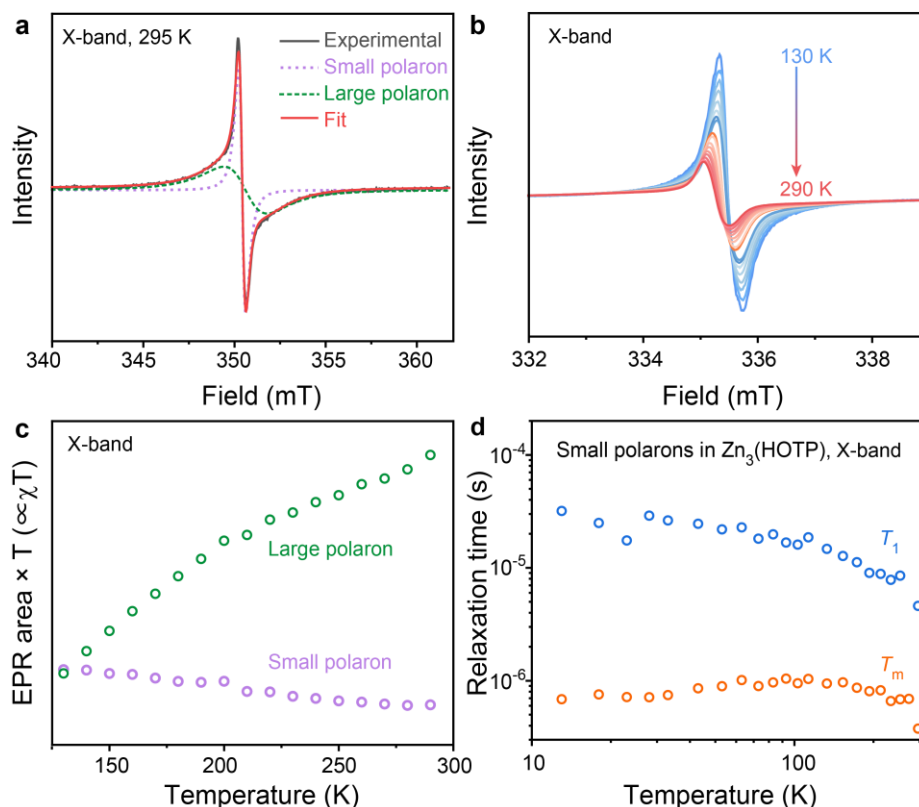 a
X-band, 295 K
Experimental
Small polaron
Large polaron
Fit
Intensity
340 345 350 355 360
Field (mT)
b
X-band
130 K
290 K
Intensity
332 334 336 338
Field (mT)
c
X-band
Large polaron
Small polaron
EPR area × T (∝χT)
150 200 250 300
Temperature (K)
d
Small polarons in Zn₃(HOTP), X-band
10⁻⁴
10⁻⁵
10⁻⁶
T₁
Tₘ
Relaxation time (s)
10 100
Temperature (K)